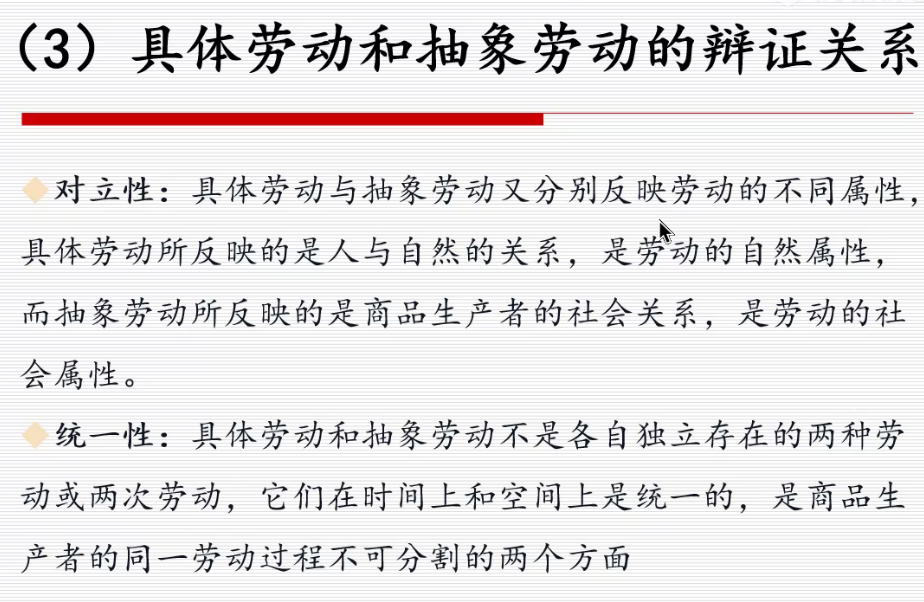 （3）具体劳动和抽象劳动的辩证关系
对立性：具体劳动与抽象劳动又分别反映劳动的不同属性，
具体劳动所反映的是人与自然的关系，是劳动的自然属性，
而抽象劳动所反映的是商品生产者的社会关系，是劳动的社
会属性。
统一性：具体劳动和抽象劳动不是各自独立存在的两种劳
动或两次劳动，它们在时间上和空间上是统一的，是商品生
产者的同一劳动过程不可分割的两个方面